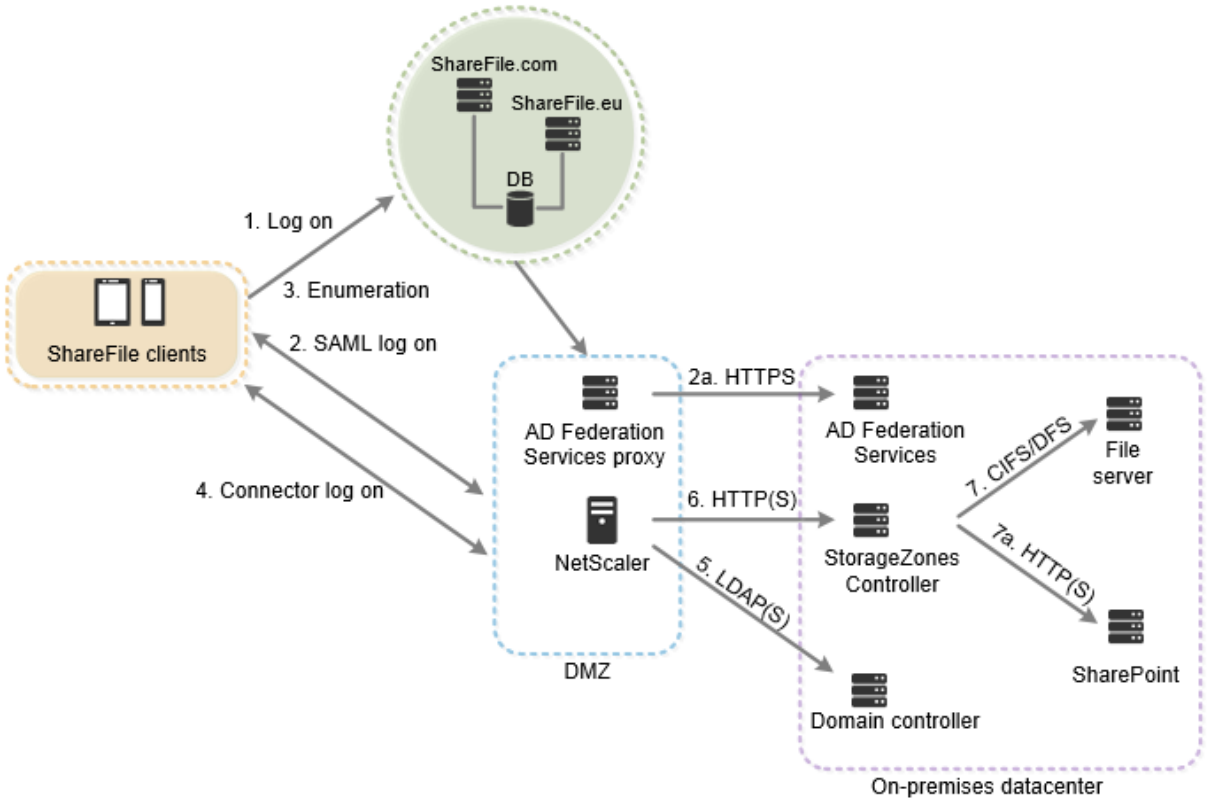 ShareFile.com
ShareFile.eu
DB
1. Log on
3. Enumeration
ShareFile clients
2. SAML log on
4. Connector log on
AD Federation
Services proxy
NetScaler
DMZ
2a. HTTPS
6. HTTP(S)
5. LDAP(S)
AD Federation
Services
StorageZones
Controller
Domain controller
7. CIFS/DFS
7a. HTTP(S)
File
server
SharePoint
On-premises datacenter